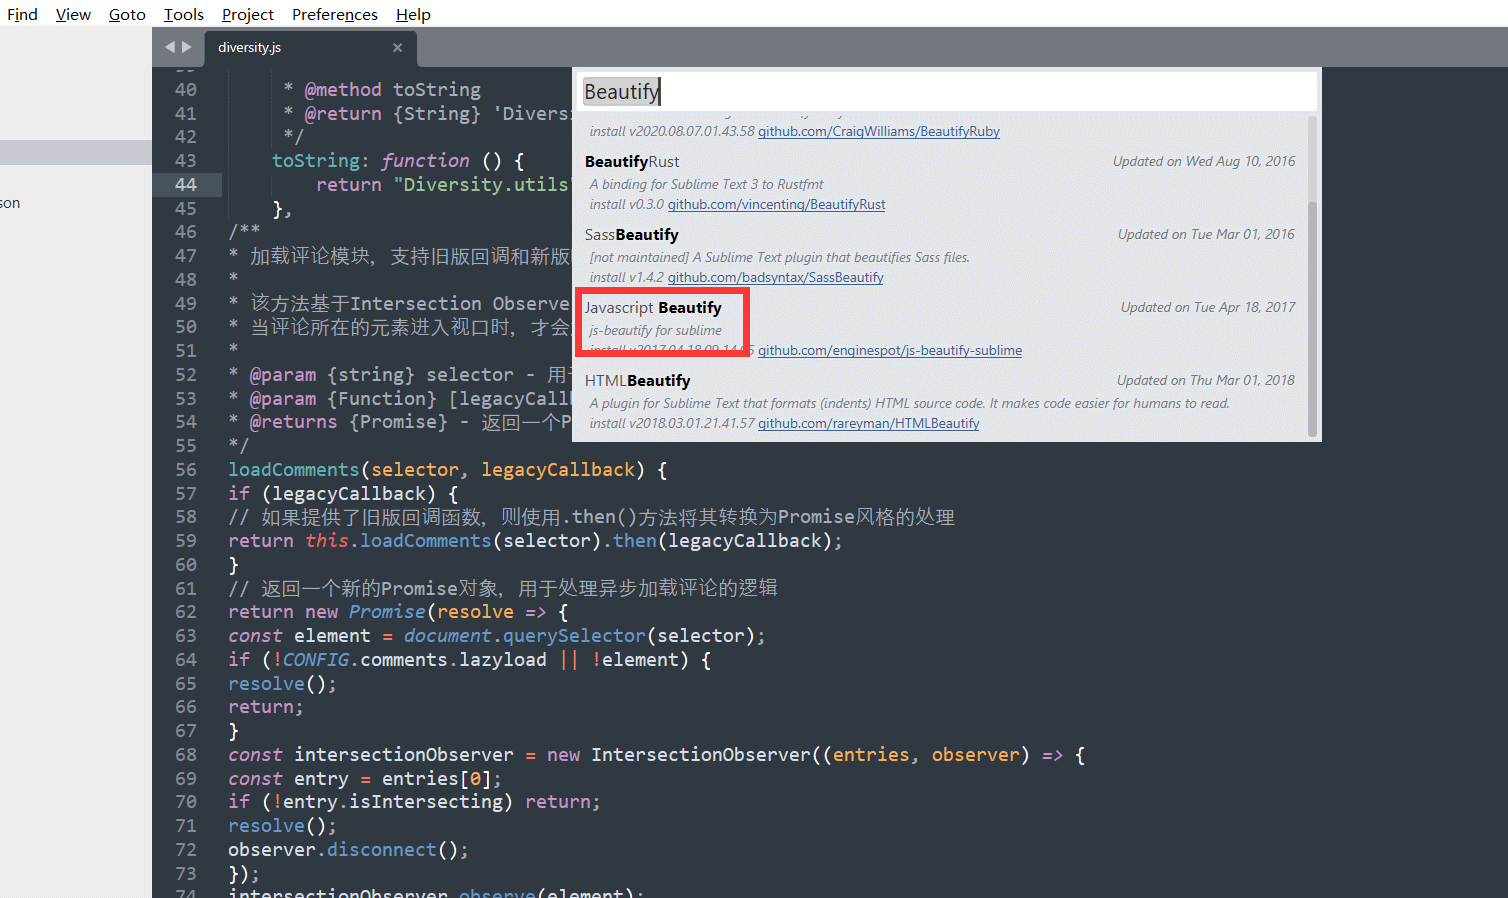 Find View Goto Tools Project Preferences Help
diversity.js
son
40 * @method toString
41 * @return {String} 'Diversi
42 */
43 toString: function () {
44 return "Diversity.utils"
45 },
46 /**
47 * 加载评论模块, 支持旧版回调和新版
48 *
49 * 该方法基于Intersection Observe
50 * 当评论所在的元素进入视口时, 才会
51 *
52 * @param {string} selector - 用
53 * @param {Function} [legacyCall
54 * @returns {Promise} - 返回一个P
55 */
56 loadComments(selector, legacyCallback) {
57 if (legacyCallback) {
58 // 如果提供了旧版回调函数, 则使用.then()方法将其转换为Promise风格的处理
59 return this.loadComments(selector).then(legacyCallback);
60 }
61 // 返回一个新的Promise对象, 用于处理异步加载评论的逻辑
62 return new Promise(resolve => {
63 const element = document.querySelector(selector);
64 if (!CONFIG.comments.lazyload || !element) {
65 resolve();
66 return;
67 }
68 const intersectionObserver = new IntersectionObserver((entries, observer) => {
69 const entry = entries[0];
70 if (!entry.isIntersecting) return;
71 resolve();
72 observer.disconnect();
73 });
74 intersectionObserver.observe(element);
Beautify
install v2020.08.07.01.43.58 github.com/CraigWilliams/BeautifyRuby
BeautifyRust Updated on Wed Aug 10, 2016
A binding for Sublime Text 3 to Rustfmt
install v0.3.0 github.com/vincenting/BeautifyRust
SassBeautify Updated on Tue Mar 01, 2016
[not maintained] A Sublime Text plugin that beautifies Sass files.
install v1.4.2 github.com/badsyntax/SassBeautify
Javascript Beautify Updated on Tue Apr 18, 2017
js-beautify for sublime
install v2017.04.18.09.14.05 github.com/enginespot/js-beautify-sublime
HTMLBeautify Updated on Thu Mar 01, 2018
A plugin for Sublime Text that formats (indents) HTML source code. It makes code easier for humans to read.
install v2018.03.01.21.41.57 github.com/rareyman/HTMLBeautify